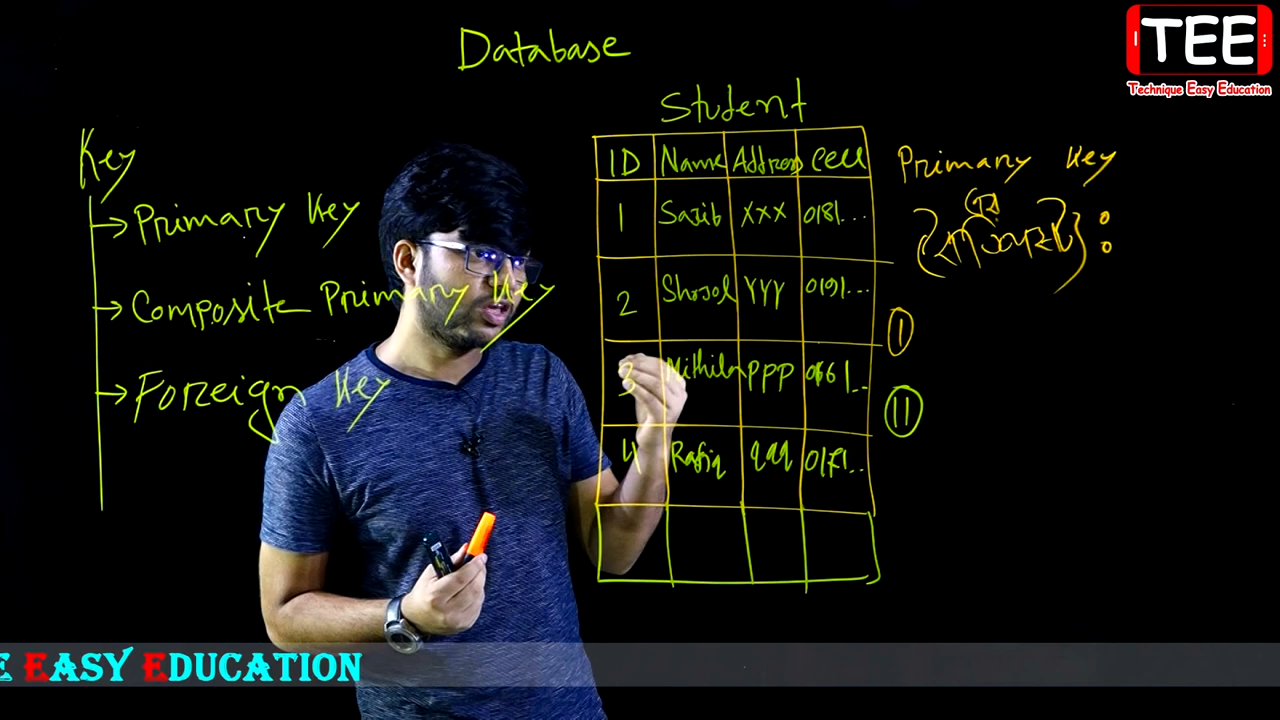 TEE
Technique Easy Education
Database
Key
Primary Key
Composite Primary Key
Foreign Key
Student
ID Name Address Cell
1 Sajib XXX 0181...
2 Shojol YYY 0191...
3 Mithila PPP 0161...
4 Rafiq qqq 0171...
Primary Key
I
II
E EASY EDUCATION